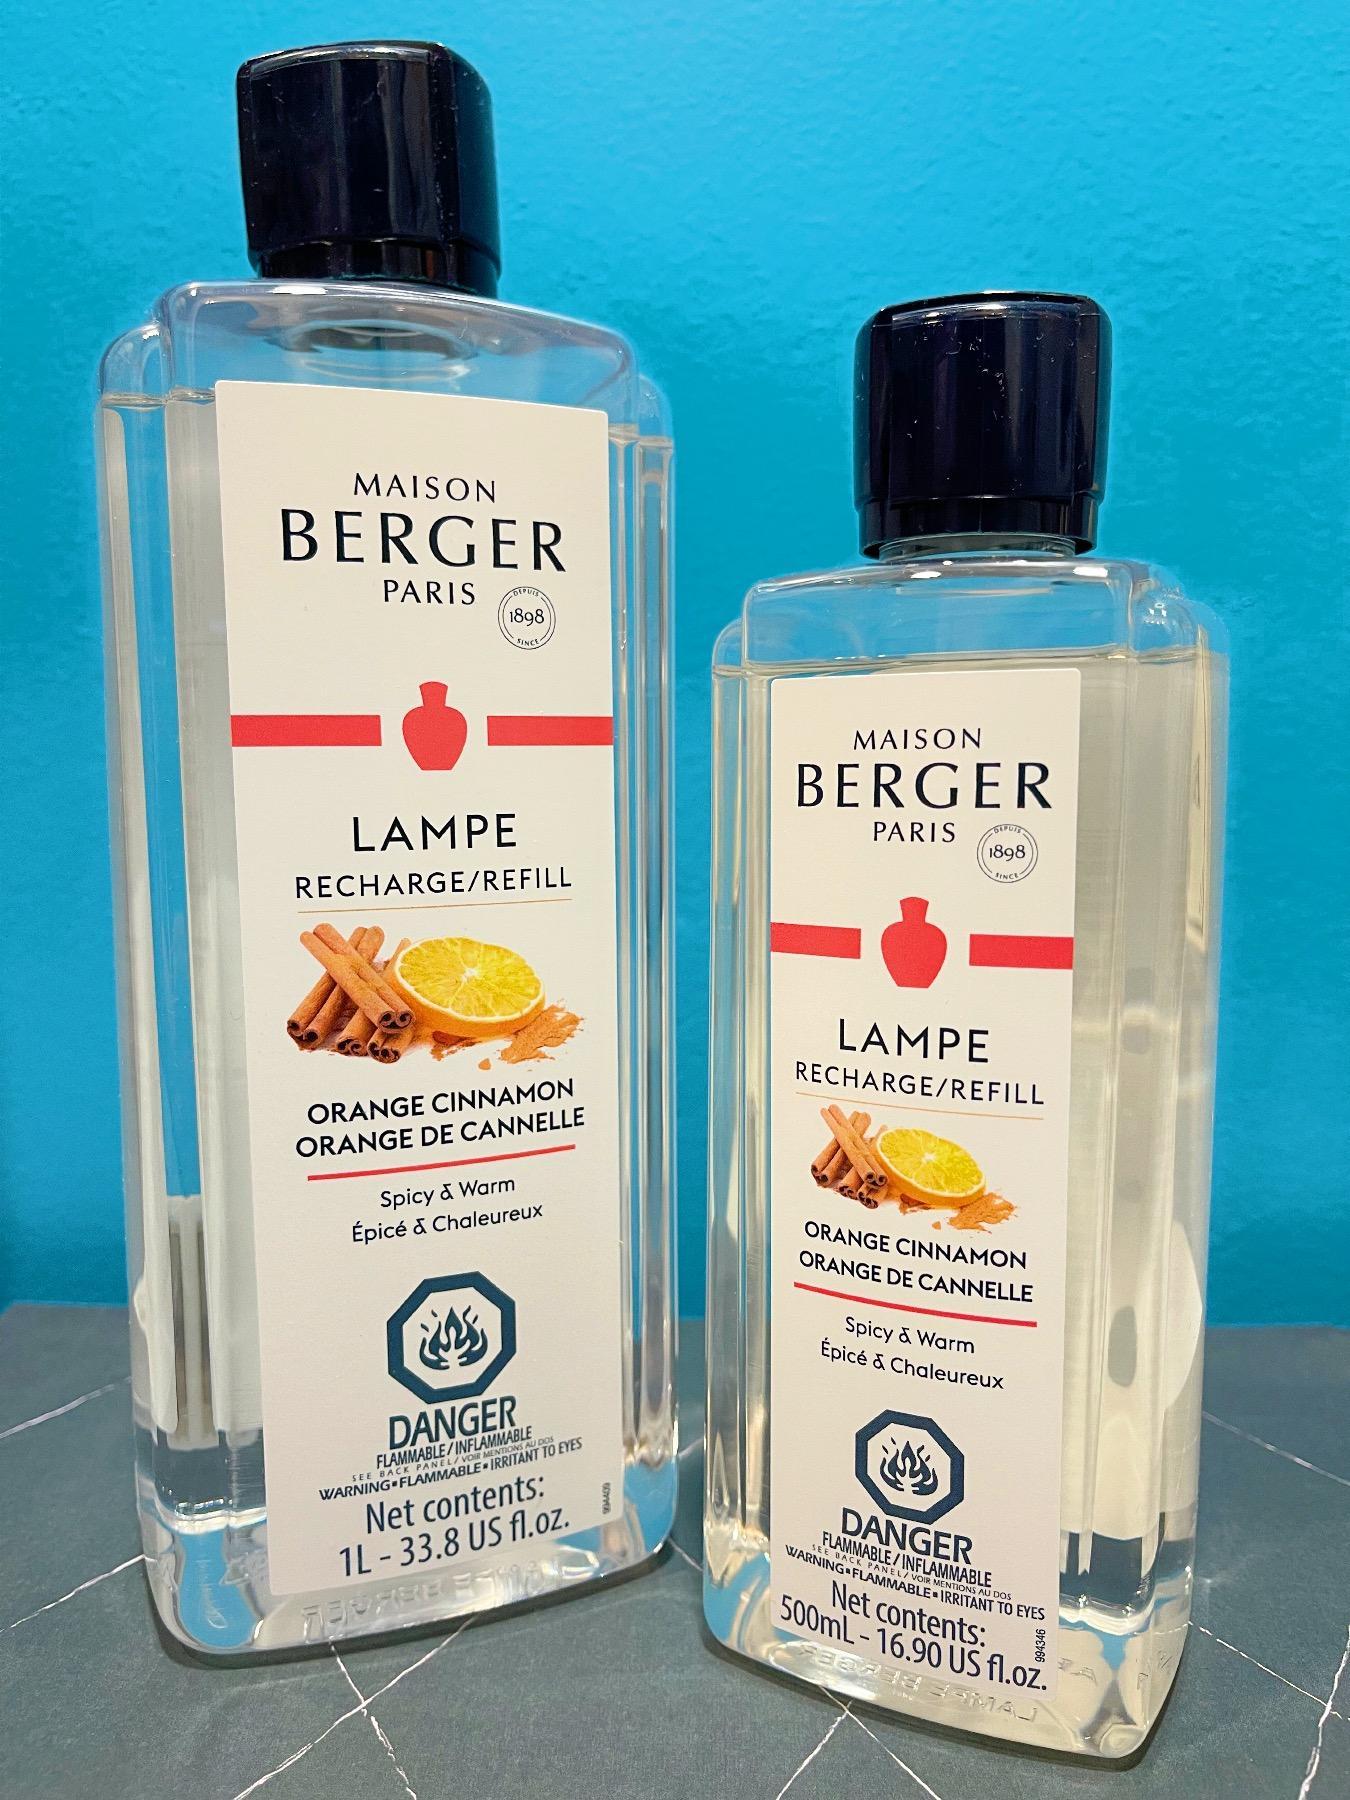 MAISON
BERGER
PARIS
DEPUIS
1898
SINCE
LAMPE
RECHARGE/REFILL
ORANGE CINNAMON
ORANGE DE CANNELLE
Spicy & Warm
Épicé & Chaleureux
DANGER
FLAMMABLE/INFLAMMABLE
SEE BACK PANEL/VOIR MENTIONS AU DOS
WARNING▪FLAMMABLE▪IRRITANT TO EYES
Net contents:
1L - 33.8 US fl.oz.
994409
MAISON
BERGER
PARIS
DEPUIS
1898
SINCE
LAMPE
RECHARGE/REFILL
ORANGE CINNAMON
ORANGE DE CANNELLE
Spicy & Warm
Épicé & Chaleureux
DANGER
FLAMMABLE/INFLAMMABLE
SEE BACK PANEL/VOIR MENTIONS AU DOS
WARNING▪FLAMMABLE▪IRRITANT TO EYES
Net contents:
500mL - 16.90 US fl.oz.
994346
LAMPE BERGER